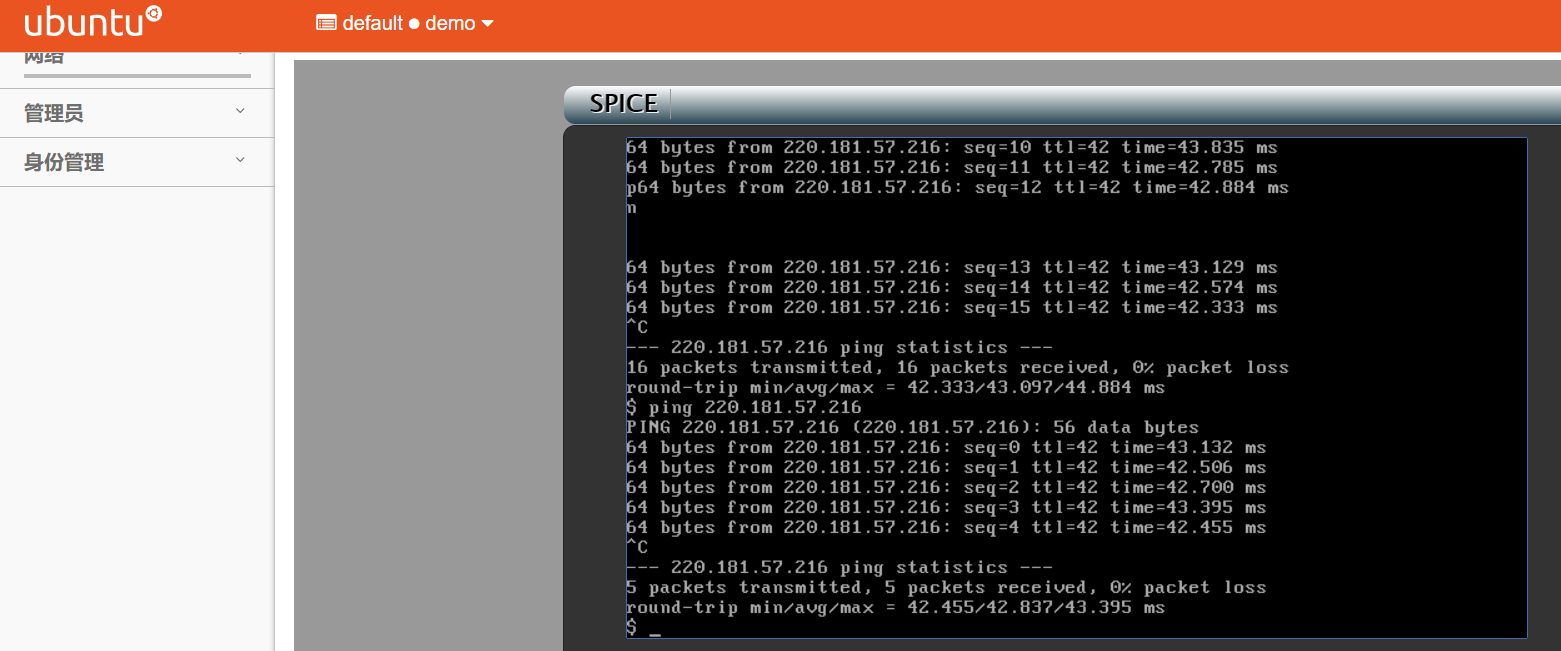 ubuntu
default ● demo
网络
管理员
身份管理
SPICE
64 bytes from 220.181.57.216: seq=10 ttl=42 time=43.835 ms
64 bytes from 220.181.57.216: seq=11 ttl=42 time=42.785 ms
p64 bytes from 220.181.57.216: seq=12 ttl=42 time=42.884 ms
n
64 bytes from 220.181.57.216: seq=13 ttl=42 time=43.129 ms
64 bytes from 220.181.57.216: seq=14 ttl=42 time=42.574 ms
64 bytes from 220.181.57.216: seq=15 ttl=42 time=42.333 ms
^C
--- 220.181.57.216 ping statistics ---
16 packets transmitted, 16 packets received, 0% packet loss
round-trip min/avg/max = 42.333/43.097/44.884 ms
$ ping 220.181.57.216
PING 220.181.57.216 (220.181.57.216): 56 data bytes
64 bytes from 220.181.57.216: seq=0 ttl=42 time=43.132 ms
64 bytes from 220.181.57.216: seq=1 ttl=42 time=42.506 ms
64 bytes from 220.181.57.216: seq=2 ttl=42 time=42.700 ms
64 bytes from 220.181.57.216: seq=3 ttl=42 time=43.395 ms
64 bytes from 220.181.57.216: seq=4 ttl=42 time=42.455 ms
^C
--- 220.181.57.216 ping statistics ---
5 packets transmitted, 5 packets received, 0% packet loss
round-trip min/avg/max = 42.455/42.837/43.395 ms
$ _